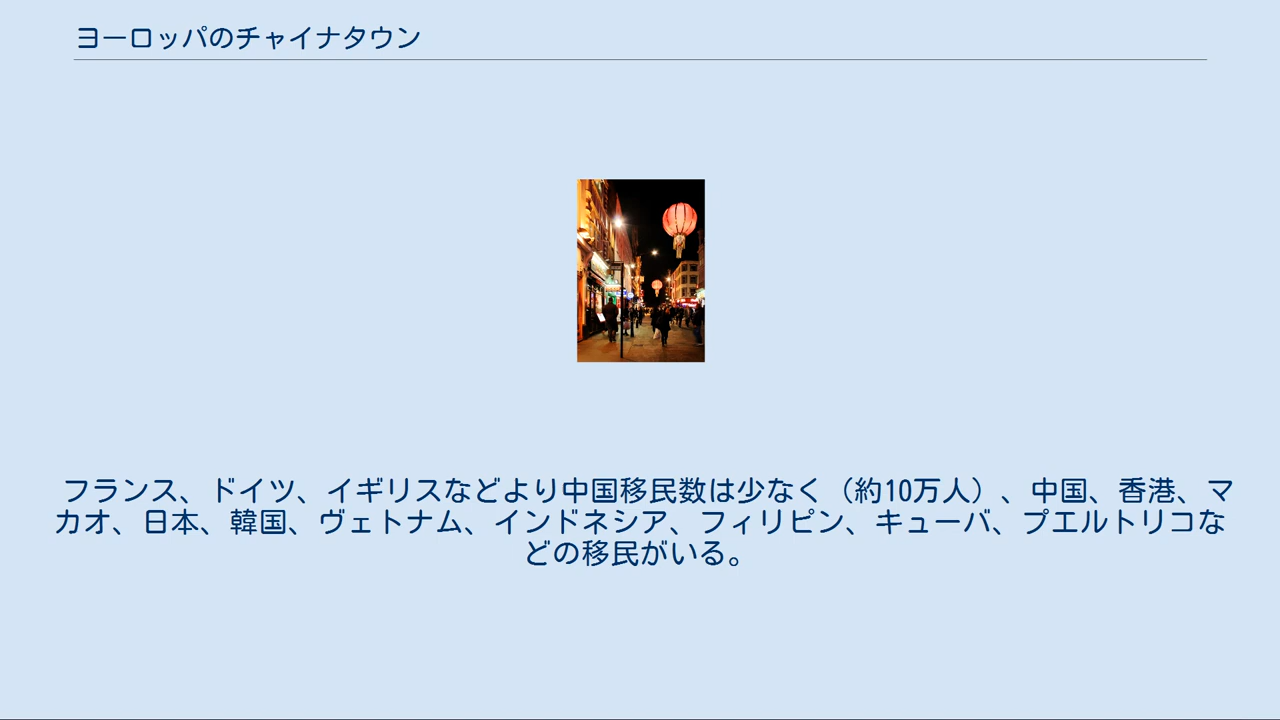 ヨーロッパのチャイナタウン
フランス、ドイツ、イギリスなどより中国移民数は少なく（約10万人）、中国、香港、マ
カオ、日本、韓国、ヴェトナム、インドネシア、フィリピン、キューバ、プエルトリコな
どの移民がいる。